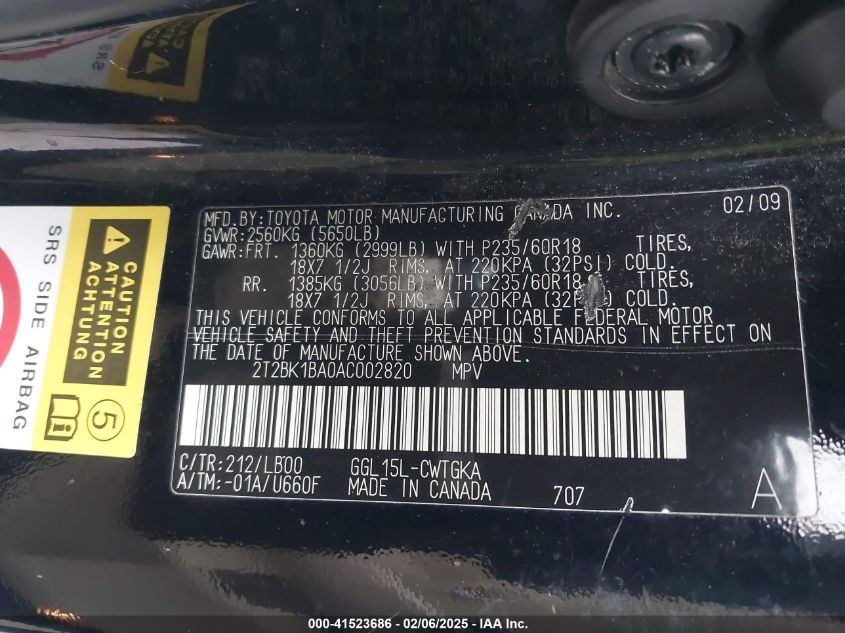 MFD.BY:TOYOTA MOTOR MANUFACTURING CANADA INC. 02/09
GVWR:2560KG (5650LB)
GAWR:FRT. 1360KG (2999LB) WITH P235/60R18 TIRES,
18X7 1/2J RIMS, AT 220KPA (32PSI) COLD.
RR. 1385KG (3056LB) WITH P235/60R18 TIRES,
18X7 1/2J RIMS, AT 220KPA (32PSI) COLD.
THIS VEHICLE CONFORMS TO ALL APPLICABLE FEDERAL MOTOR
VEHICLE SAFETY AND THEFT PREVENTION STANDARDS IN EFFECT ON
THE DATE OF MANUFACTURE SHOWN ABOVE.
2T2BK1BA0AC002820 MPV
C/TR:212/LB00 GGL15L-CWTGKA
A/TM:-01A/U660F MADE IN CANADA 707 A
SRS SIDE AIRBAG
CAUTION
ATTENTION
ACHTUNG
5
000-41523686 - 02/06/2025 - IAA Inc.